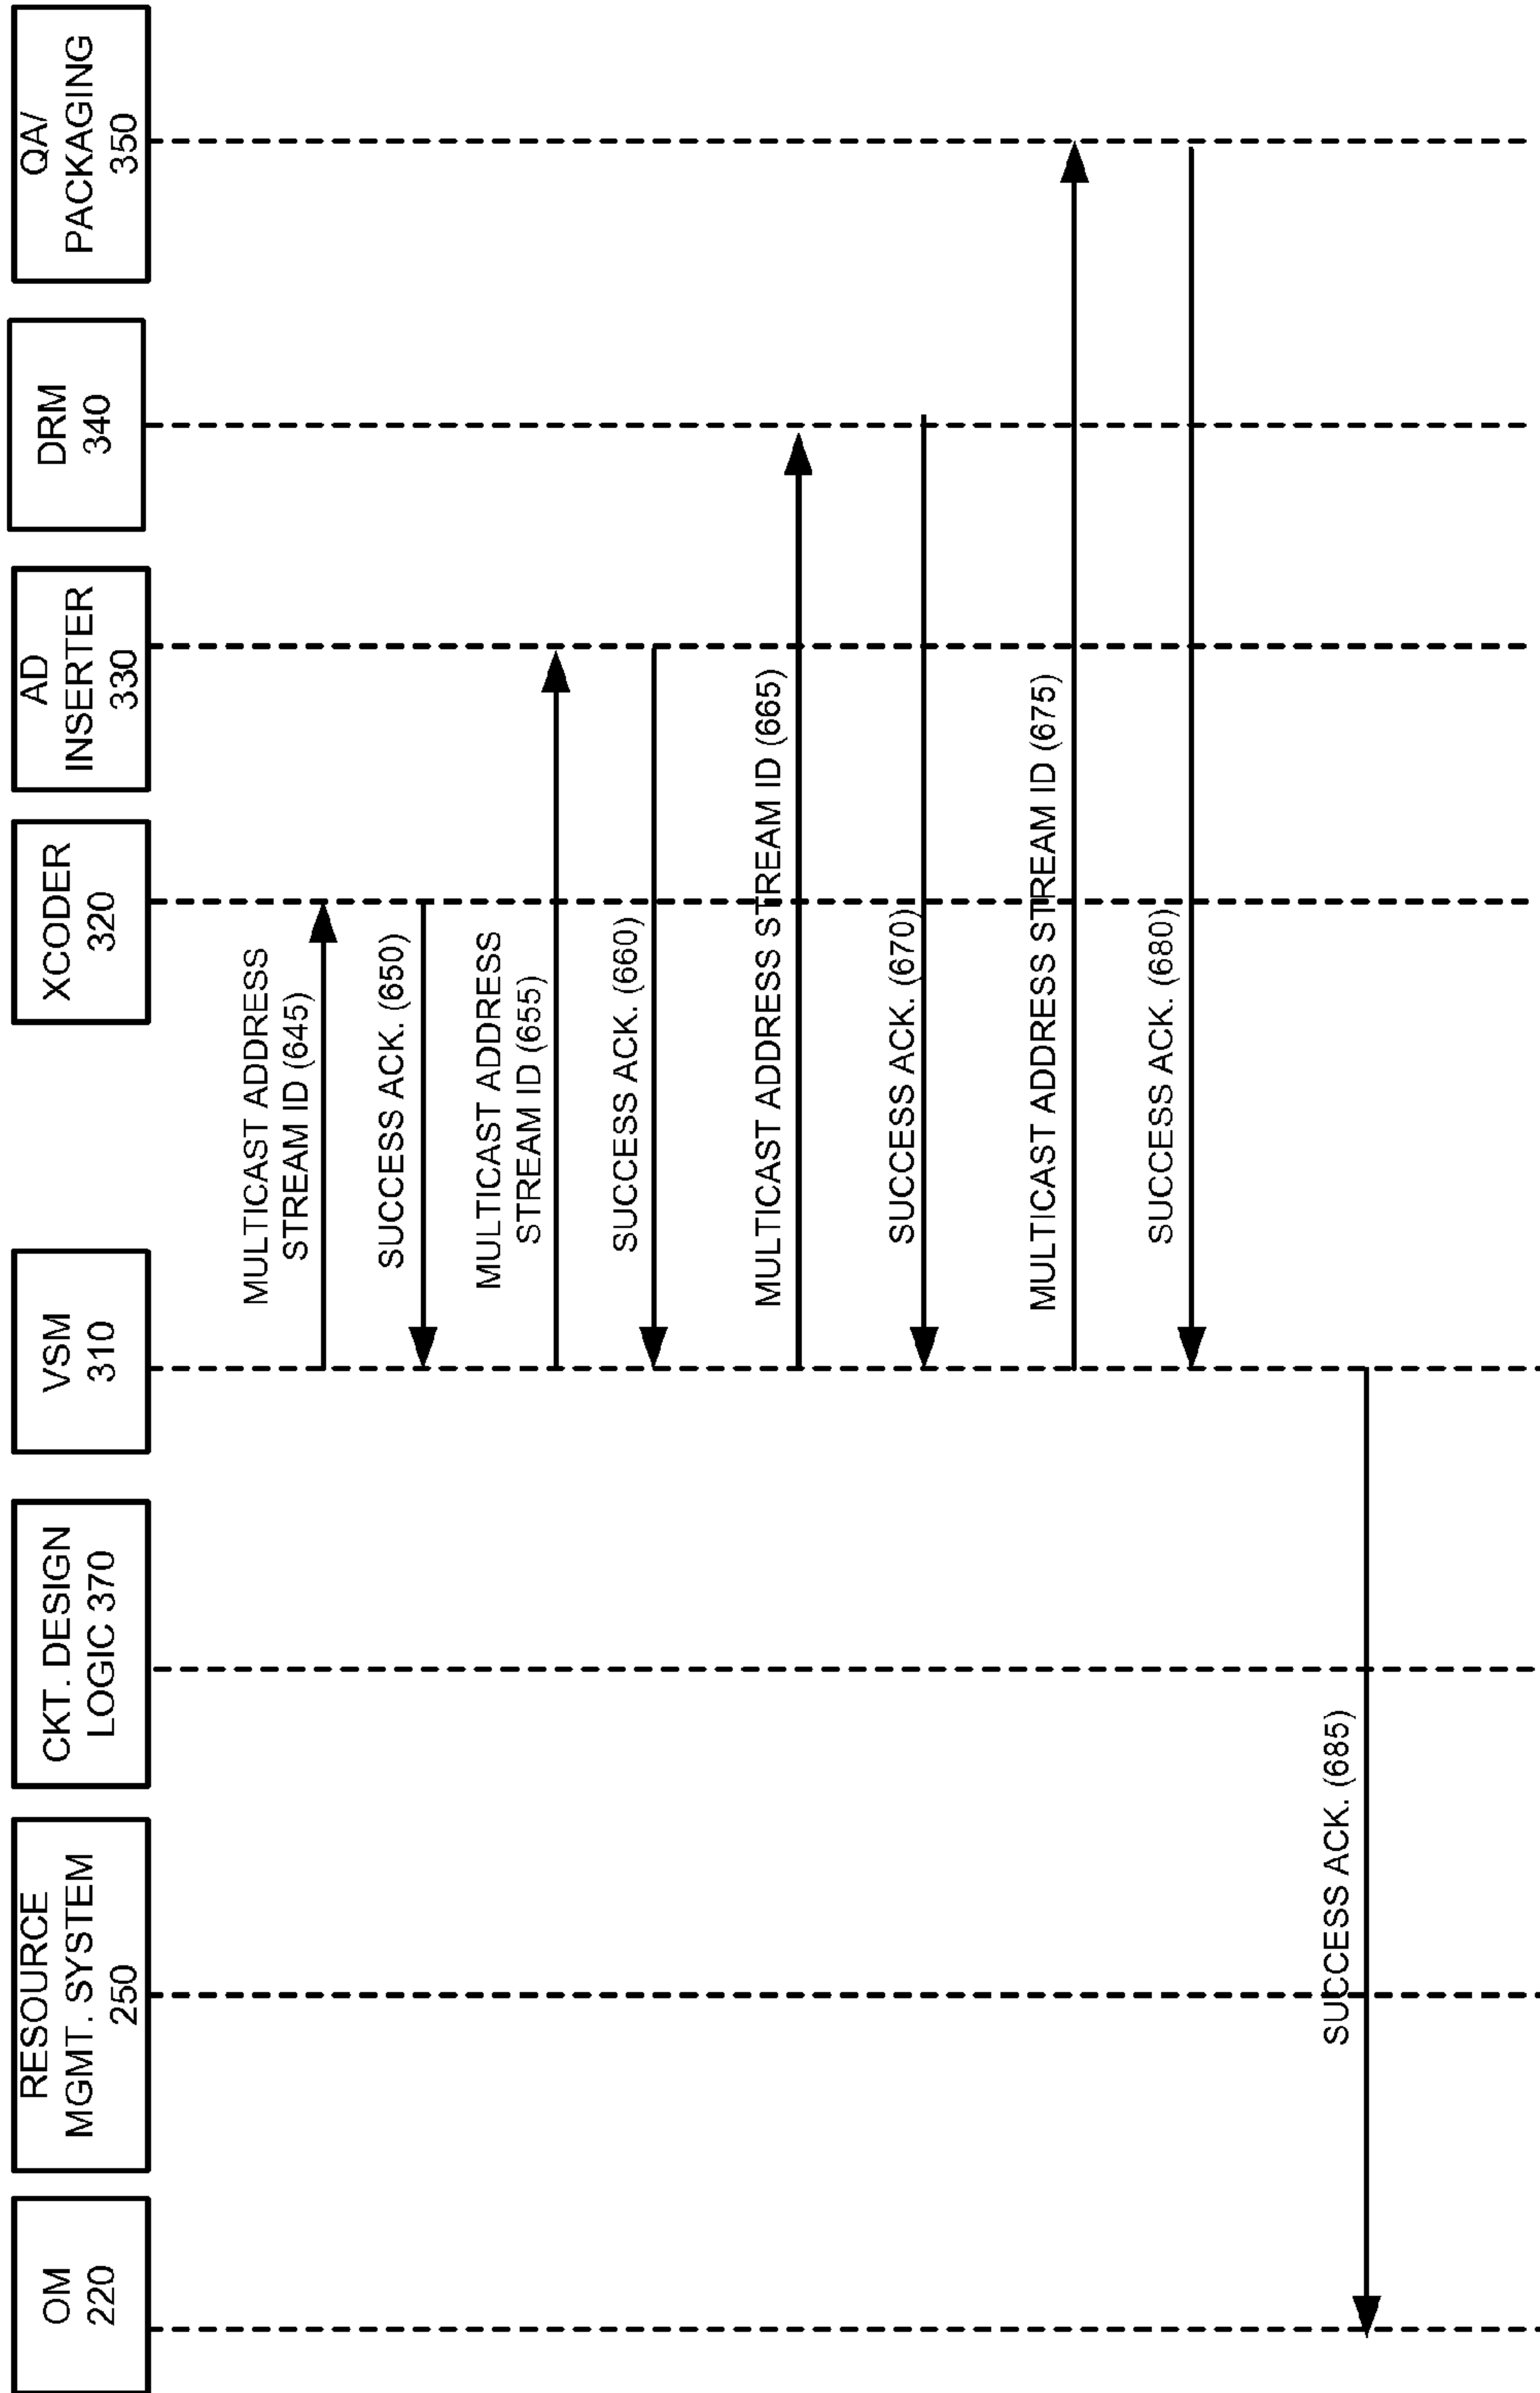 OM
220
RESOURCE
MGMT. SYSTEM
250
CKT. DESIGN
LOGIC 370
VSM
310
XCODER
320
AD
INSERTER
330
DRM
340
QA/
PACKAGING
350
MULTICAST ADDRESS
STREAM ID (645)
SUCCESS ACK. (650)
MULTICAST ADDRESS
STREAM ID (655)
SUCCESS ACK. (660)
MULTICAST ADDRESS STREAM ID (665)
SUCCESS ACK. (670)
MULTICAST ADDRESS STREAM ID (675)
SUCCESS ACK. (680)
SUCCESS ACK. (685)